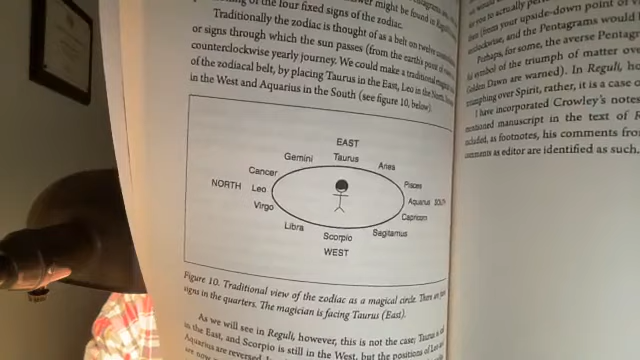 of the four fixed signs of the zodiac.
Traditionally the zodiac is thought of as a belt on twelve
or signs through which the sun passes (from the earth's point of
counterclockwise yearly journey. We could make a traditional
of the zodiacal belt, by placing Taurus in the East, Leo in the North,
in the West and Aquarius in the South (see figure 10, below)
EAST
Gemini Taurus Aries
Cancer Pisces
NORTH Leo Aquarius SOUTH
Virgo Capricorn
Libra Scorpio Sagittarius
WEST
Figure 10. Traditional view of the zodiac as a magical circle. There are
signs in the quarters. The magician is facing Taurus (East).
As we will see in Reguli, however, this is not the case; Taurus is
in the East, and Scorpio is still in the West, but the positions of
Aquarius are reversed.
you to actually
from your upside-down point of
and the Pentagrams would
Perhaps, for some, the averse
symbol of the triumph of matter over
Golden Dawn are warned). In Reguli,
triumphing over Spirit, rather, it is a case
I have incorporated Crowley's notes
mentioned manuscript in the text of
included, as footnotes, his comments
comments as editor are identified as such.